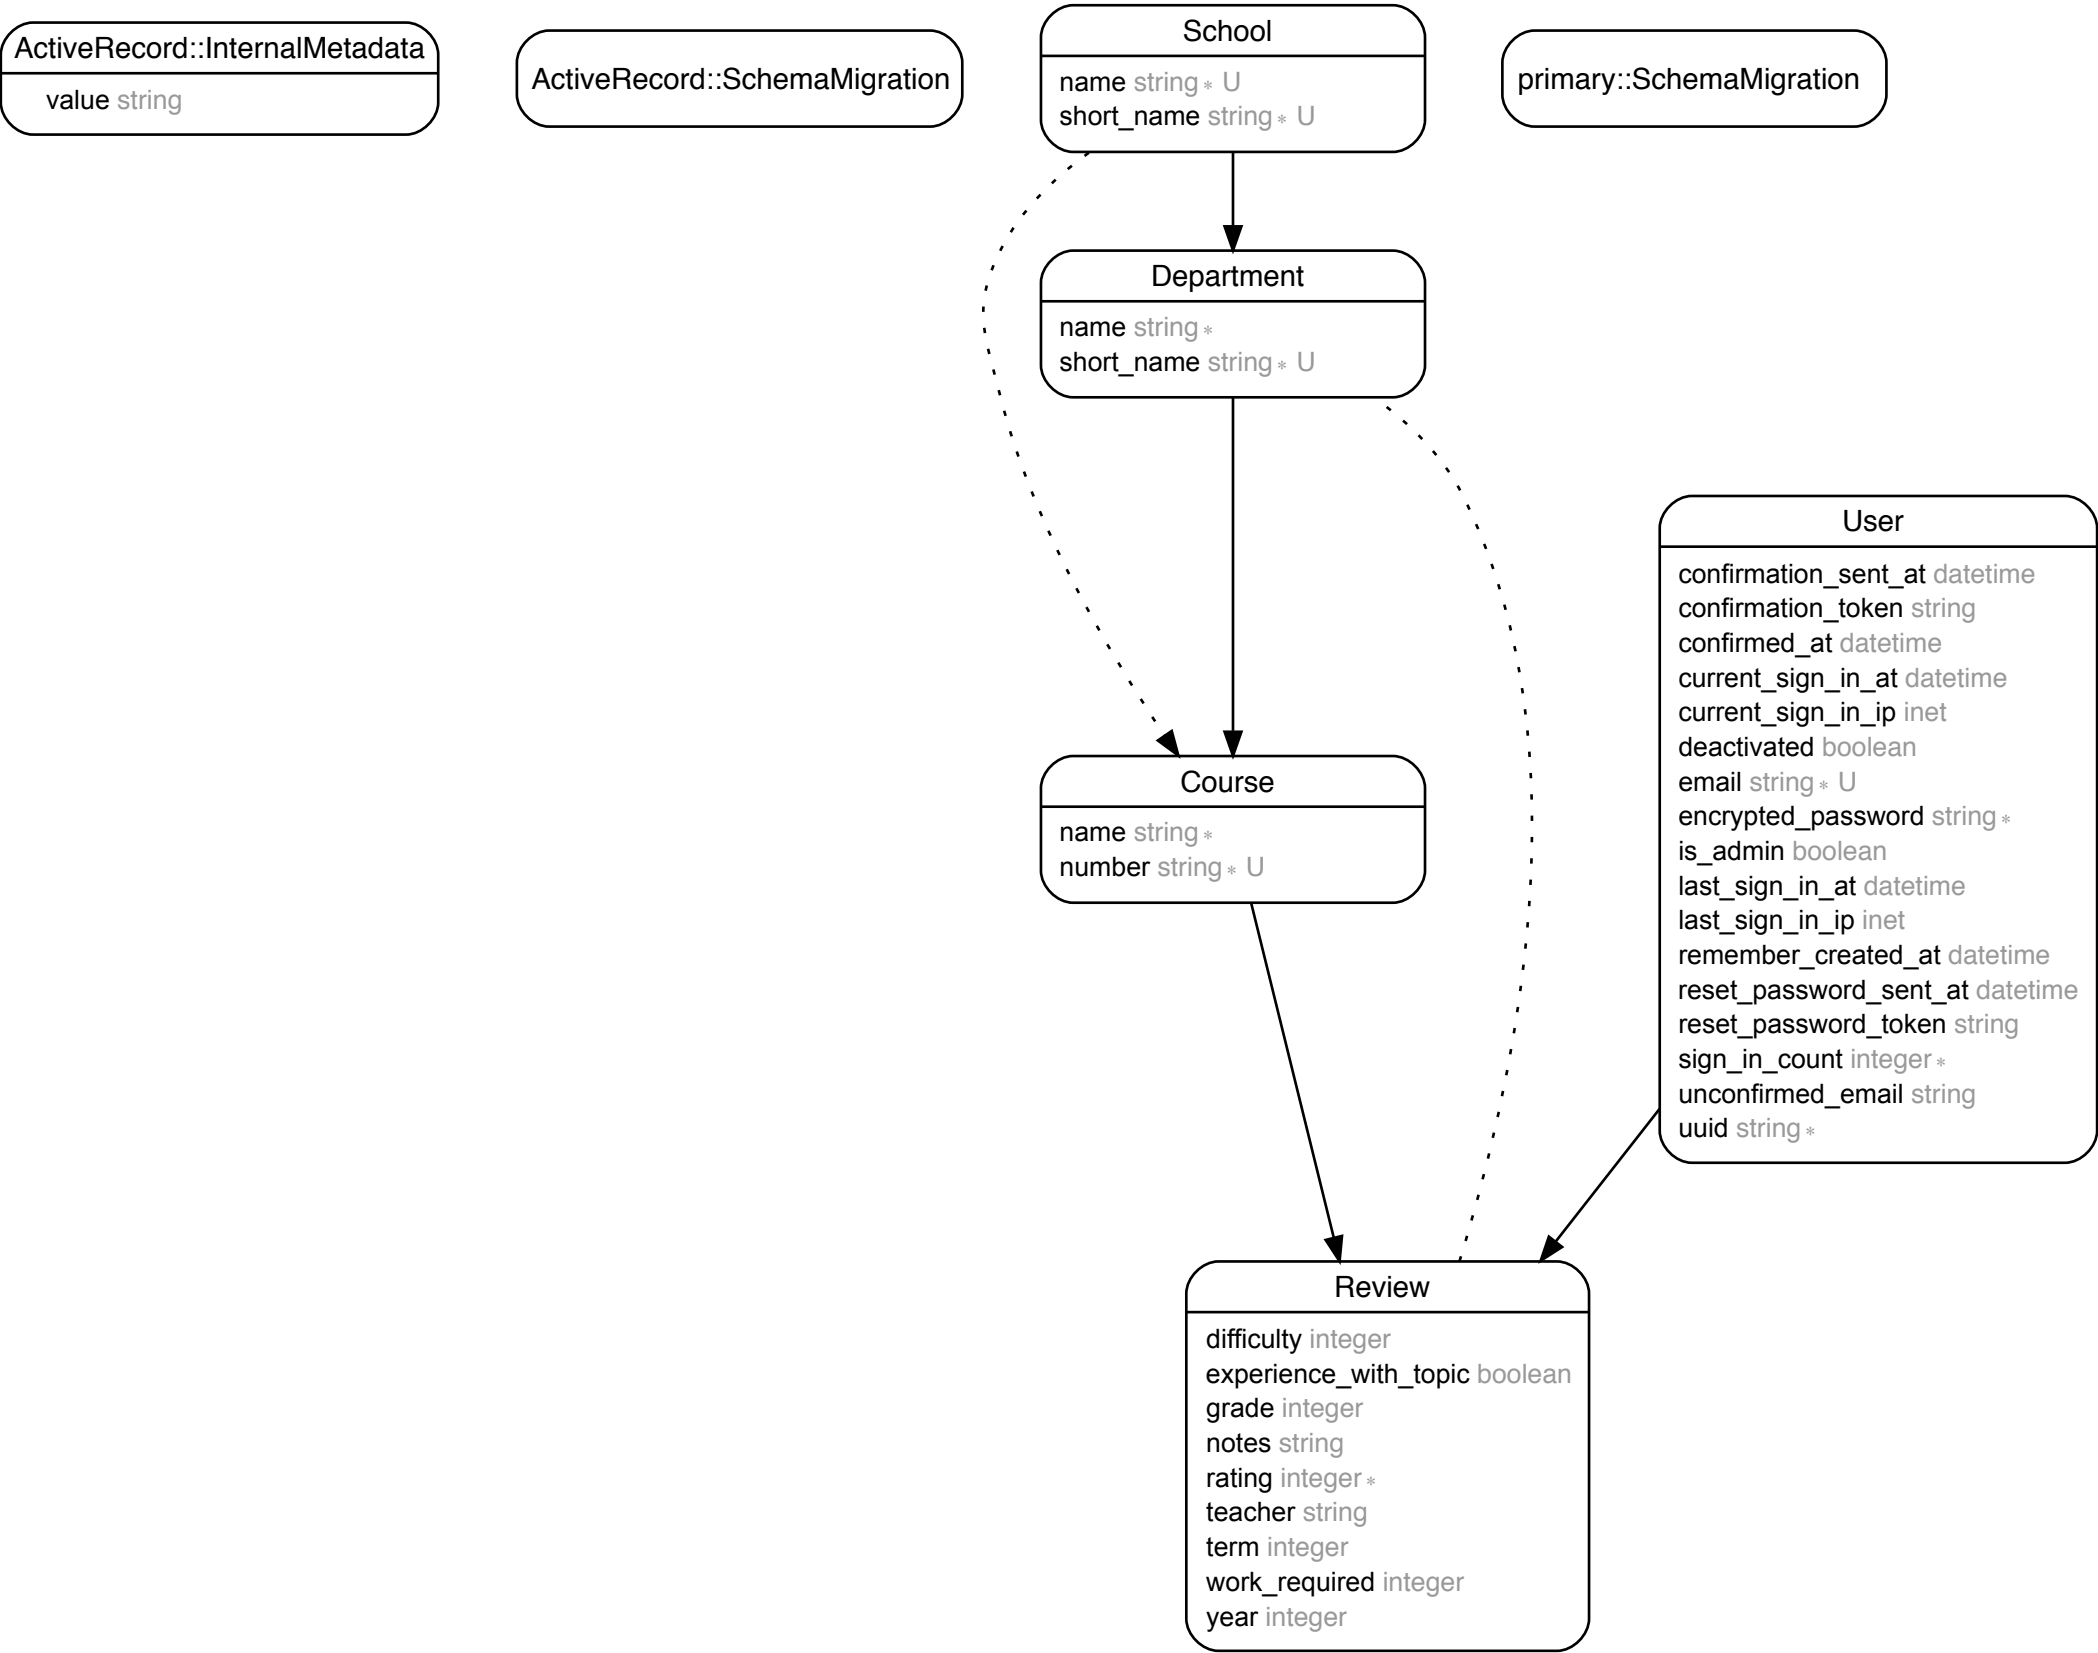 ActiveRecord::InternalMetadata
value string
ActiveRecord::SchemaMigration
School
name string * U
short_name string * U
primary::SchemaMigration
Department
name string *
short_name string * U
User
confirmation_sent_at datetime
confirmation_token string
confirmed_at datetime
current_sign_in_at datetime
current_sign_in_ip inet
deactivated boolean
email string * U
encrypted_password string *
is_admin boolean
last_sign_in_at datetime
last_sign_in_ip inet
remember_created_at datetime
reset_password_sent_at datetime
reset_password_token string
sign_in_count integer *
unconfirmed_email string
uuid string *
Course
name string *
number string * U
Review
difficulty integer
experience_with_topic boolean
grade integer
notes string
rating integer *
teacher string
term integer
work_required integer
year integer